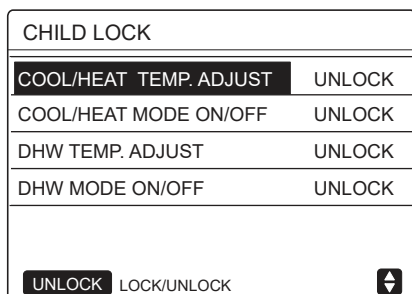 CHILD LOCK
COOL/HEAT TEMP. ADJUST UNLOCK
COOL/HEAT MODE ON/OFF UNLOCK
DHW TEMP. ADJUST UNLOCK
DHW MODE ON/OFF UNLOCK
UNLOCK LOCK/UNLOCK